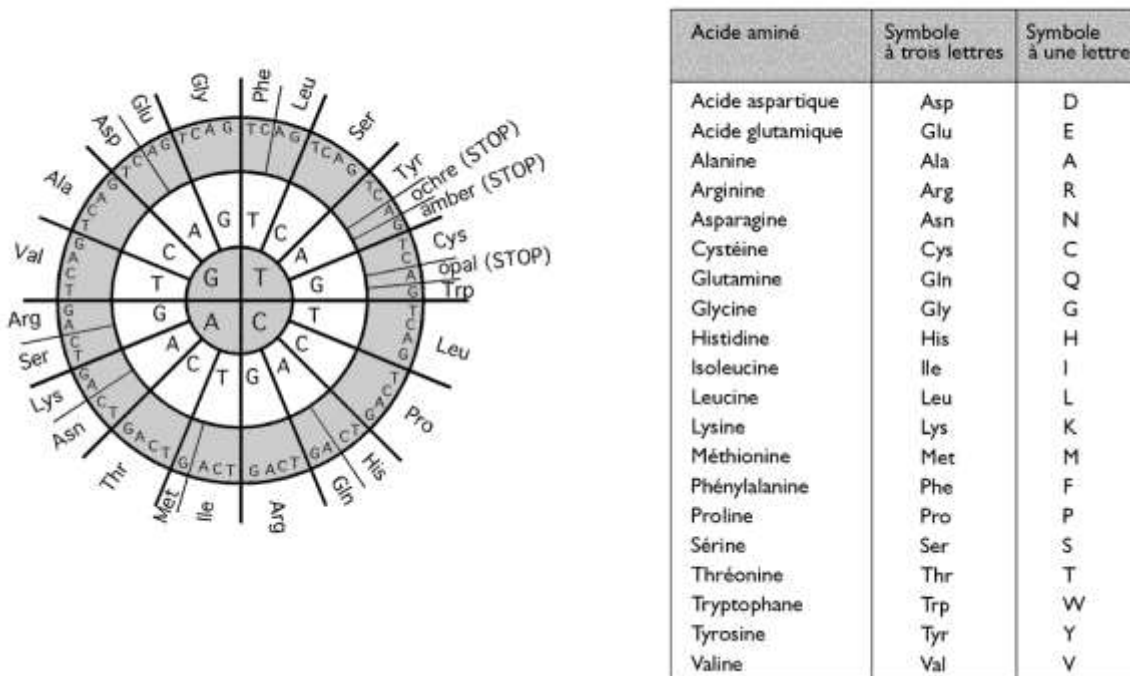 Gly
Phe
Leu
Ser
Tyr
ochre (STOP)
amber (STOP)
Cys
opal (STOP)
Trp
Leu
Pro
His
Gln
Arg
Ile
Met
Thr
Asn
Lys
Ser
Arg
Val
Ala
Asp
Glu
T C A G T C A G T C A G T C A G
T C A G T C A G T C A G T C A G
T C A G T C A G T C A G T C A G
T C A G T C A G T C A G T C A G
T C A G
T C A G
T C A G
T C A G
G T
A C
Acide aminé Symbole à trois lettres Symbole à une lettre
Acide aspartique Asp D
Acide glutamique Glu E
Alanine Ala A
Arginine Arg R
Asparagine Asn N
Cystéine Cys C
Glutamine Gln Q
Glycine Gly G
Histidine His H
Isoleucine Ile I
Leucine Leu L
Lysine Lys K
Méthionine Met M
Phénylalanine Phe F
Proline Pro P
Sérine Ser S
Thréonine Thr T
Tryptophane Trp W
Tyrosine Tyr Y
Valine Val V